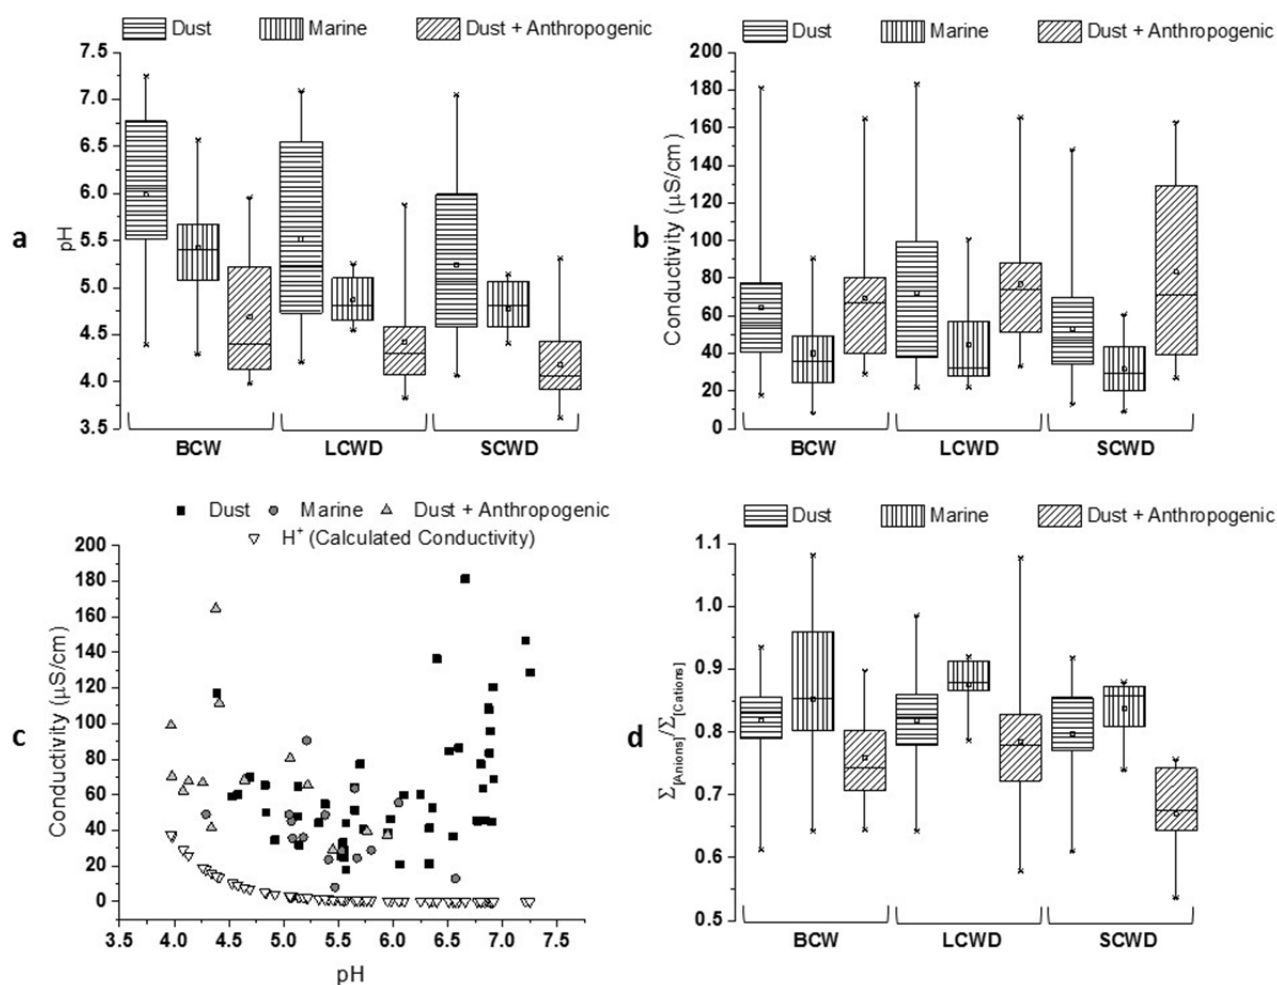 Dust Marine Dust + Anthropogenic
7.5
7.0
6.5
6.0
5.5
5.0
4.5
4.0
3.5
pH
a
BCW LCWD SCWD
Dust Marine Dust + Anthropogenic
200
180
160
140
120
100
80
60
40
20
0
Conductivity (µS/cm)
b
BCW LCWD SCWD
Dust Marine Dust + Anthropogenic
H+ (Calculated Conductivity)
200
180
160
140
120
100
80
60
40
20
0
Conductivity (µS/cm)
c
3.5 4.0 4.5 5.0 5.5 6.0 6.5 7.0 7.5
pH
Dust Marine Dust + Anthropogenic
1.1
1.0
0.9
0.8
0.7
0.6
0.5
Σ[Anions]/Σ[Cations]
d
BCW LCWD SCWD